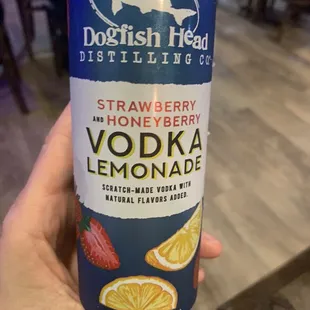 Dogfish Head
DISTILLING CO
STRAWBERRY
AND HONEYBERRY
VODKA
LEMONADE
SCRATCH-MADE VODKA WITH
NATURAL FLAVORS ADDED.